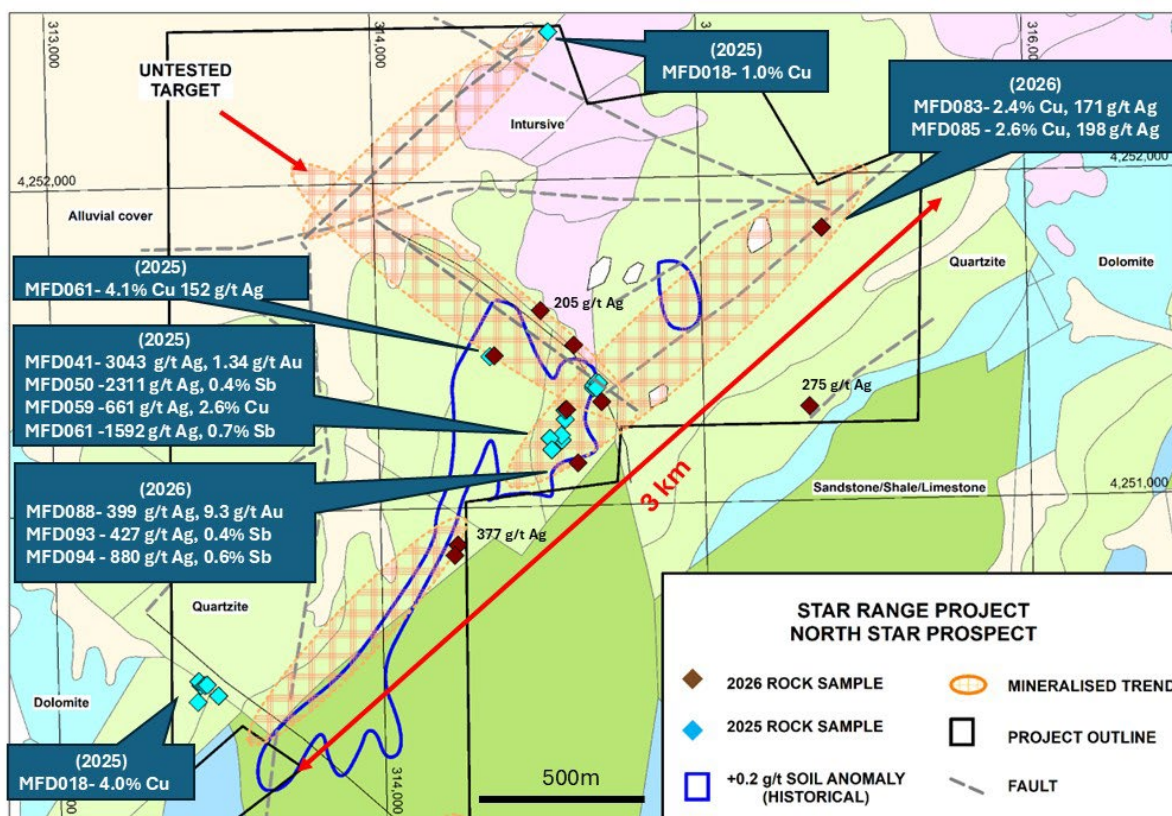 313,000
314,000
3
316,000
(2025)
MFD018- 1.0% Cu
UNTESTED
TARGET
(2026)
MFD083- 2.4% Cu, 171 g/t Ag
MFD085 - 2.6% Cu, 198 g/t Ag
Intursive
4,252,000
4,252,000
Alluvial cover
(2025)
MFD061- 4.1% Cu 152 g/t Ag
Quartzite
Dolomite
205 g/t Ag
(2025)
MFD041- 3043 g/t Ag, 1.34 g/t Au
MFD050 -2311 g/t Ag, 0.4% Sb
MFD059 -661 g/t Ag, 2.6% Cu
MFD061 -1592 g/t Ag, 0.7% Sb
275 g/t Ag
3 km
Sandstone/Shale/Limestone
4,251,000
(2026)
MFD088- 399 g/t Ag, 9.3 g/t Au
MFD093 - 427 g/t Ag, 0.4% Sb
MFD094 - 880 g/t Ag, 0.6% Sb
377 g/t Ag
Quartzite
Dolomite
(2025)
MFD018- 4.0% Cu
314,000
500m
STAR RANGE PROJECT
NORTH STAR PROSPECT
2026 ROCK SAMPLE
MINERALISED TREND
2025 ROCK SAMPLE
PROJECT OUTLINE
+0.2 g/t SOIL ANOMALY
(HISTORICAL)
FAULT